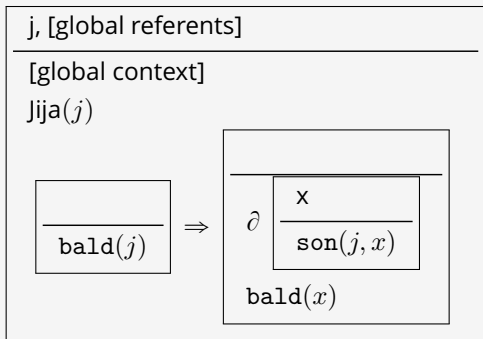 j, [global referents]
[global context]
Jija(j)
bald(j) ⇒
x
∂ son(j, x)
bald(x)